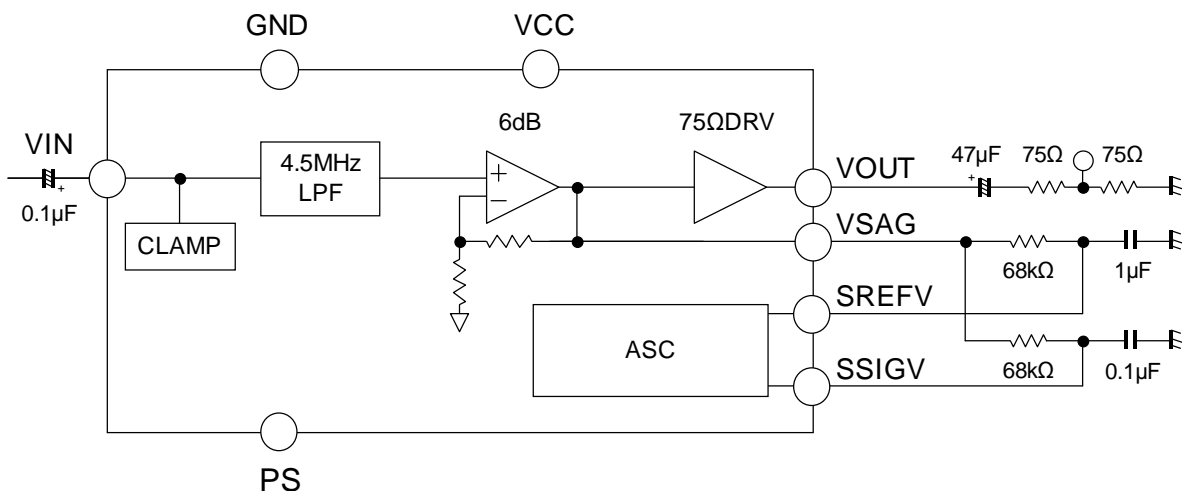 GND
VCC
VIN
0.1µF
+
CLAMP
4.5MHz
LPF
6dB
+
−
75ΩDRV
VOUT
47µF
+
75Ω
75Ω
VSAG
68kΩ
1µF
SREFV
ASC
68kΩ
0.1µF
SSIGV
PS